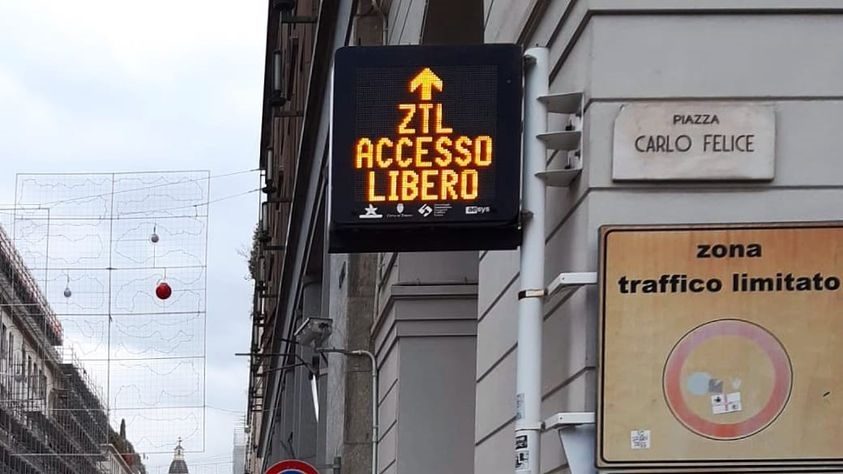 ZTL
ACCESSO
LIBERO
PIAZZA
CARLO FELICE
zona
traffico limitato